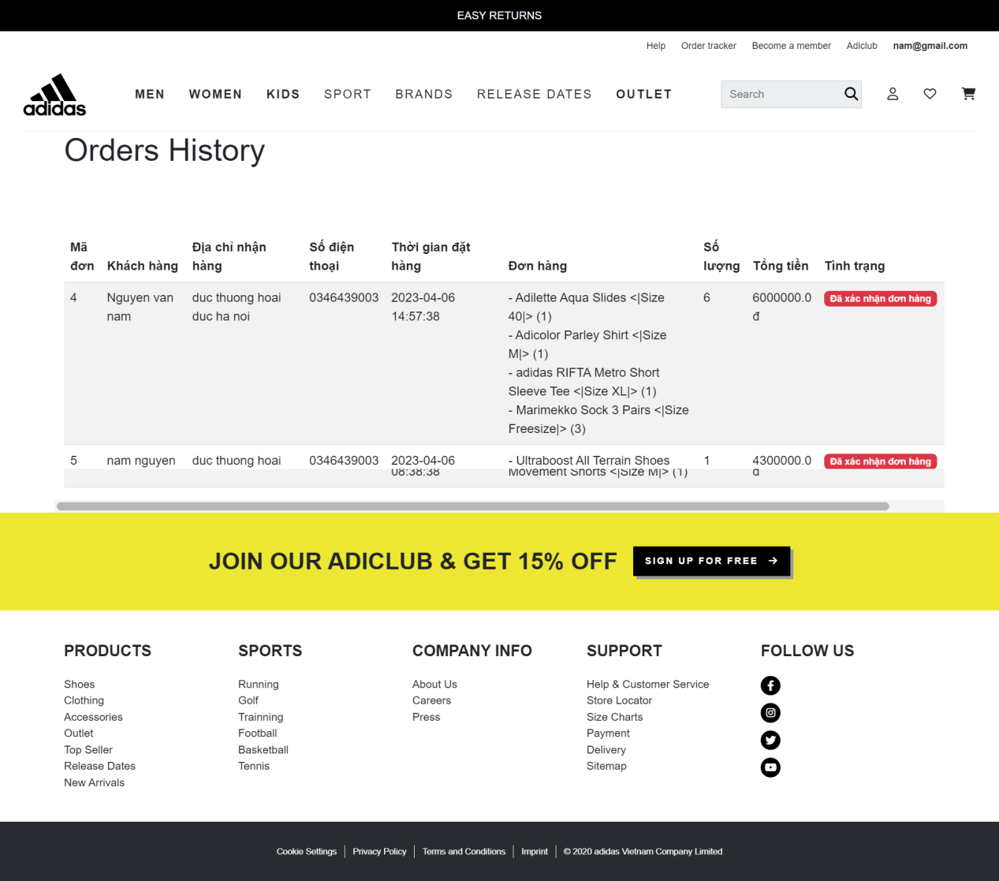 EASY RETURNS
Help Order tracker Become a member Adiclub nam@gmail.com
adidas
MEN WOMEN KIDS SPORT BRANDS RELEASE DATES OUTLET
Search
Orders History
Mã đơn Khách hàng Địa chỉ nhận hàng Số điện thoại Thời gian đặt hàng Đơn hàng Số lượng Tổng tiền Tình trạng
4 Nguyen van nam duc thuong hoai duc ha noi 0346439003 2023-04-06 14:57:38
- Adilette Aqua Slides <|Size
40|> (1)
- Adicolor Parley Shirt <|Size
M|> (1)
- adidas RIFTA Metro Short
Sleeve Tee <|Size XL|> (1)
- Marimekko Sock 3 Pairs <|Size
Freesize|> (3)
6 6000000.0 đ Đã xác nhận đơn hàng
5 nam nguyen duc thuong hoai 0346439003 2023-04-06 - Ultraboost All Terrain Shoes 1 4300000.0 Đã xác nhận đơn hàng
08:38:38 Movement Shorts <|Size M|> (1) đ
JOIN OUR ADICLUB & GET 15% OFF
SIGN UP FOR FREE
PRODUCTS
Shoes
Clothing
Accessories
Outlet
Top Seller
Release Dates
New Arrivals
SPORTS
Running
Golf
Trainning
Football
Basketball
Tennis
COMPANY INFO
About Us
Careers
Press
SUPPORT
Help & Customer Service
Store Locator
Size Charts
Payment
Delivery
Sitemap
FOLLOW US
Cookie Settings Privacy Policy Terms and Conditions Imprint © 2020 adidas Vietnam Company Limited